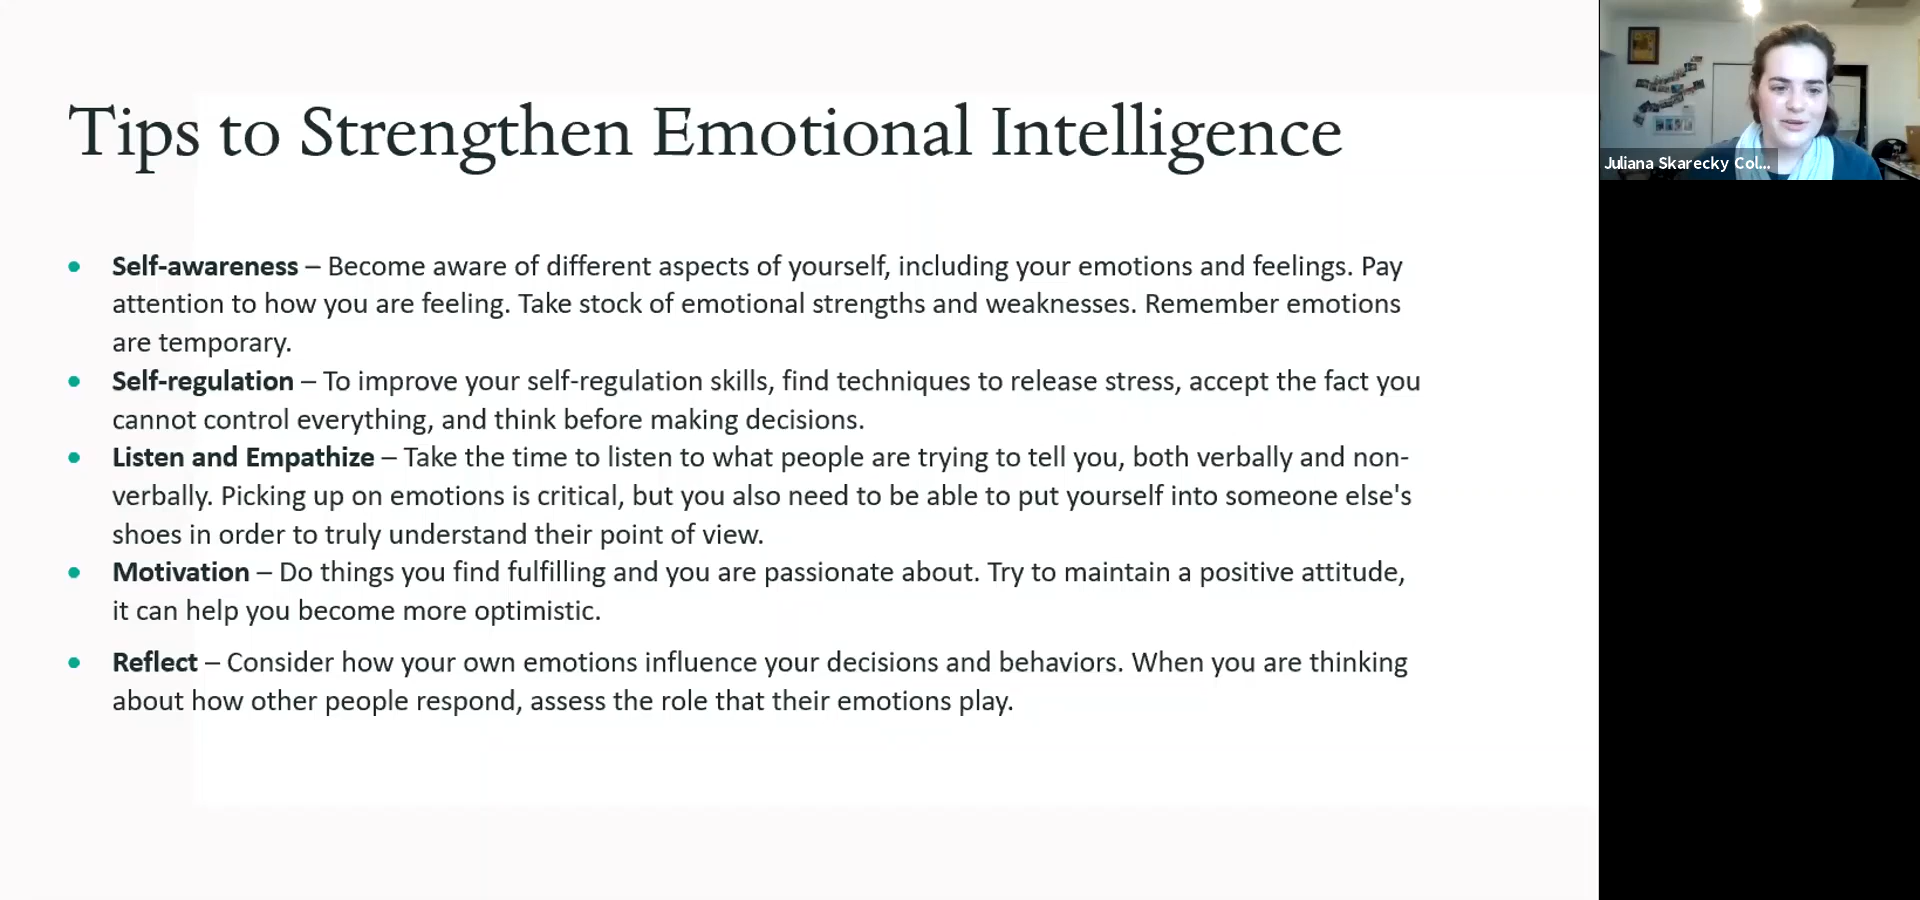 Tips to Strengthen Emotional Intelligence
Self-awareness – Become aware of different aspects of yourself, including your emotions and feelings. Pay
attention to how you are feeling. Take stock of emotional strengths and weaknesses. Remember emotions
are temporary.
Self-regulation – To improve your self-regulation skills, find techniques to release stress, accept the fact you
cannot control everything, and think before making decisions.
Listen and Empathize – Take the time to listen to what people are trying to tell you, both verbally and non-
verbally. Picking up on emotions is critical, but you also need to be able to put yourself into someone else's
shoes in order to truly understand their point of view.
Motivation – Do things you find fulfilling and you are passionate about. Try to maintain a positive attitude,
it can help you become more optimistic.
Reflect – Consider how your own emotions influence your decisions and behaviors. When you are thinking
about how other people respond, assess the role that their emotions play.
Juliana Skarecky Col...